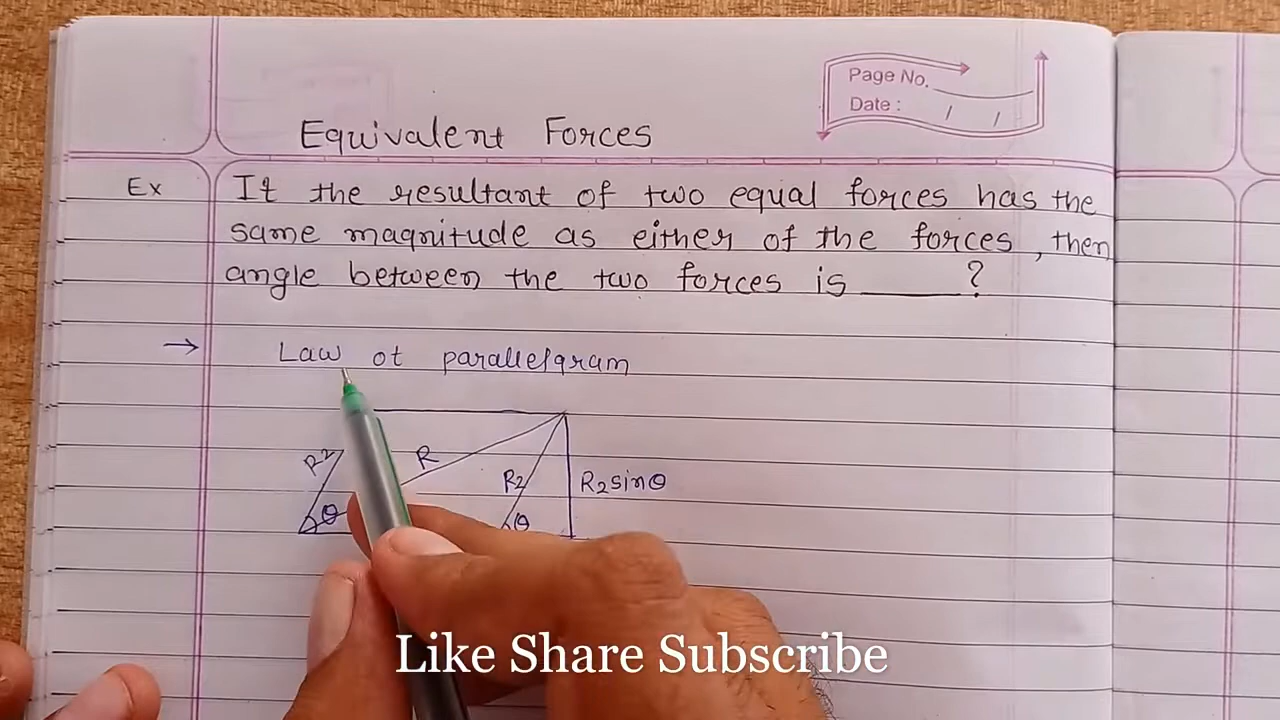 Page No.
Date : / /
Equivalent Forces
Ex If the resultant of two equal forces has the
same magnitude as either of the forces, then
angle between the two forces is ____ ?
→ Law of parallelgram
R2 R R2 R2sinθ
θ θ
Like Share Subscribe